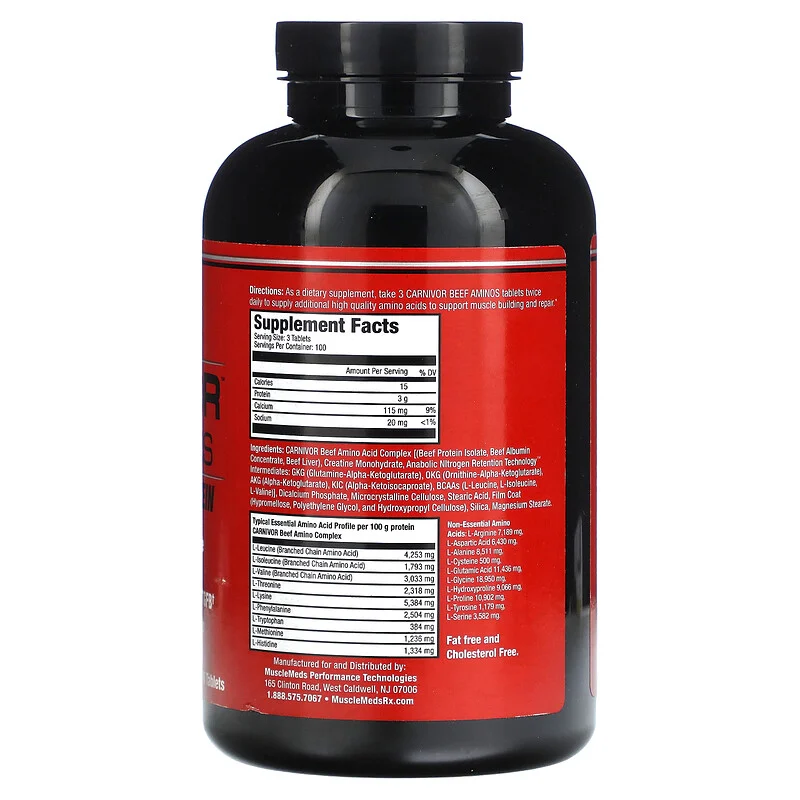 Directions: As a dietary supplement, take 3 CARNIVOR BEEF AMINOS tablets twice
daily to supply additional high quality amino acids to support muscle building and repair.*
Supplement Facts
Serving Size: 3 Tablets
Servings Per Container: 100
Amount Per Serving % DV
Calories 15
Protein 3 g
Calcium 115 mg 9%
Sodium 20 mg <1%
Ingredients: CARNIVOR Beef Amino Acid Complex [(Beef Protein Isolate, Beef Albumin
Concentrate, Beef Liver), Creatine Monohydrate, Anabolic Nitrogen Retention Technology™
Intermediates: GKG (Glutamine-Alpha-Ketoglutarate), OKG (Ornithine-Alpha-Ketoglutarate),
AKG (Alpha-Ketoglutarate), KIC (Alpha-Ketoisocaproate), BCAAs (L-Leucine, L-Isoleucine,
L-Valine)], Dicalcium Phosphate, Microcrystalline Cellulose, Stearic Acid, Film Coat
(Hypromellose, Polyethylene Glycol, and Hydroxypropyl Cellulose), Silica, Magnesium Stearate.
Typical Essential Amino Acid Profile per 100 g protein
CARNIVOR Beef Amino Complex
L-Leucine (Branched Chain Amino Acid) 4,253 mg
L-Isoleucine (Branched Chain Amino Acid) 1,793 mg
L-Valine (Branched Chain Amino Acid) 3,033 mg
L-Threonine 2,318 mg
L-Lysine 5,384 mg
L-Phenylalanine 2,504 mg
L-Tryptophan 384 mg
L-Methionine 1,236 mg
L-Histidine 1,334 mg
Non-Essential Amino
Acids: L-Arginine 7,189 mg.
L-Aspartic Acid 6,430 mg.
L-Alanine 8,511 mg.
L-Cysteine 500 mg.
L-Glutamic Acid 11,436 mg.
L-Glycine 18,950 mg.
L-Hydroxyproline 9,066 mg.
L-Proline 10,902 mg.
L-Tyrosine 1,179 mg.
L-Serine 3,582 mg.
Fat free and
Cholesterol Free.
Manufactured for and Distributed by:
MuscleMeds Performance Technologies
165 Clinton Road, West Caldwell, NJ 07006
1.888.575.7067 • MuscleMedsRx.com
Tablets